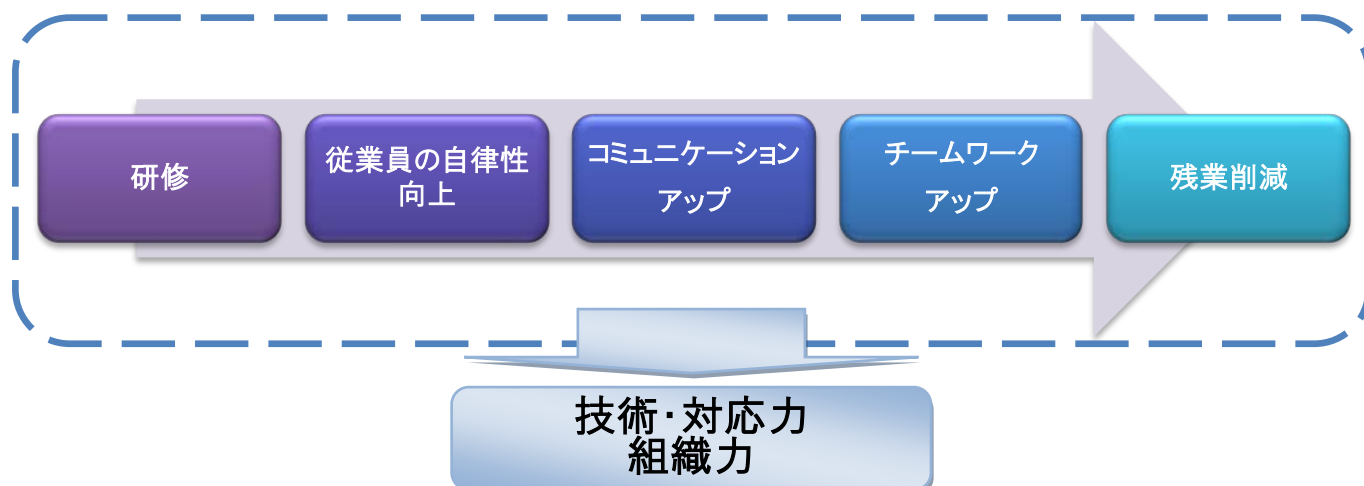 研修
従業員の自律性
向上
コミュニケーション
アップ
チームワーク
アップ
残業削減
技術・対応力
組織力